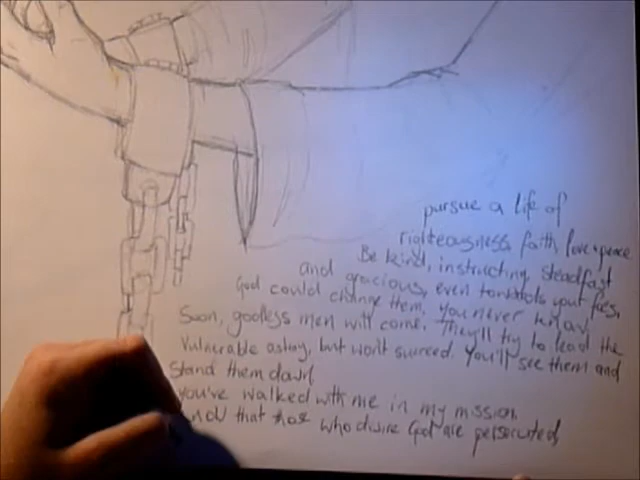 pursue a life of
righteousness, faith, love + peace
Be kind, instructing steadfast
and gracious, even towards your foes,
God could change them, you never know,
Soon, godless men will come. They'll try to lead the
vulnerable astray, but won't succeed. You'll see them and
Stand them down
you've walked with me in my mission
that those who divine God are persecuted,